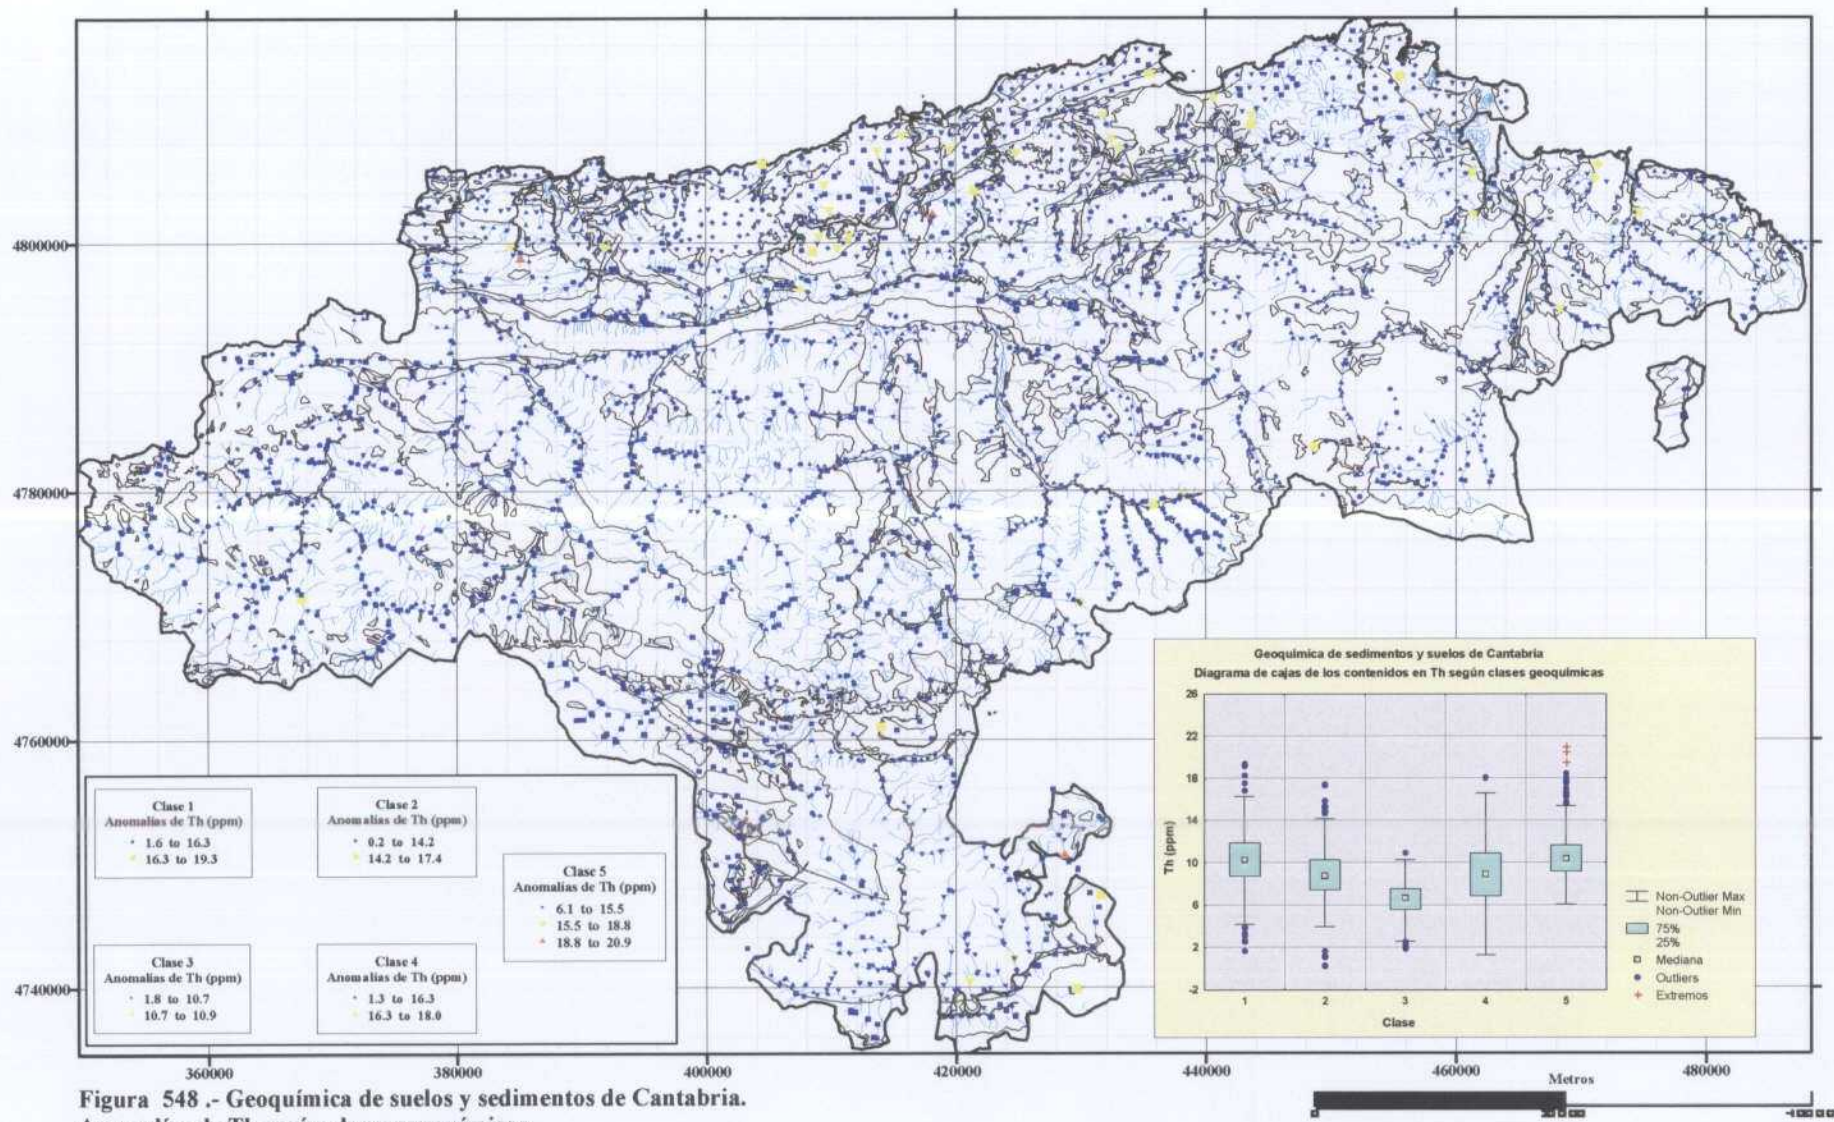 4800000
4780000
4760000
4740000
Clase 1
Anomalías de Th (ppm)
1.6 to 16.3
16.3 to 19.3
Clase 2
Anomalías de Th (ppm)
0.2 to 14.2
14.2 to 17.4
Clase 5
Anomalías de Th (ppm)
6.1 to 15.5
15.5 to 18.8
18.8 to 20.9
Clase 3
Anomalías de Th (ppm)
1.8 to 10.7
10.7 to 10.9
Clase 4
Anomalías de Th (ppm)
1.3 to 16.3
16.3 to 18.0
Geoquimica de sedimentos y suelos de Cantabria
Diagrama de cajas de los contenidos en Th según clases geoquimicas
Th (ppm)
26
22
18
14
10
6
2
-2
1 2 3 4 5
Clase
Non-Outlier Max
Non-Outlier Min
75%
25%
Mediana
Outliers
Extremos
360000 380000 400000 420000 440000 460000 480000
Metros
Figura 548 .- Geoquímica de suelos y sedimentos de Cantabria.